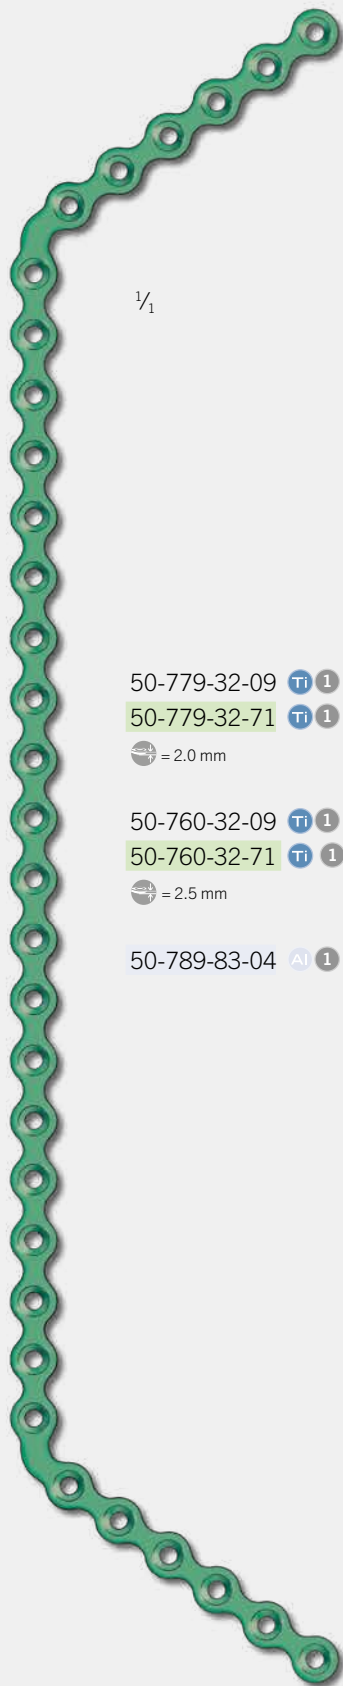 1/1
50-779-32-09 Ti 1
50-779-32-71 Ti 1
= 2.0 mm
50-760-32-09 Ti 1
50-760-32-71 Ti 1
= 2.5 mm
50-789-83-04 Al 1